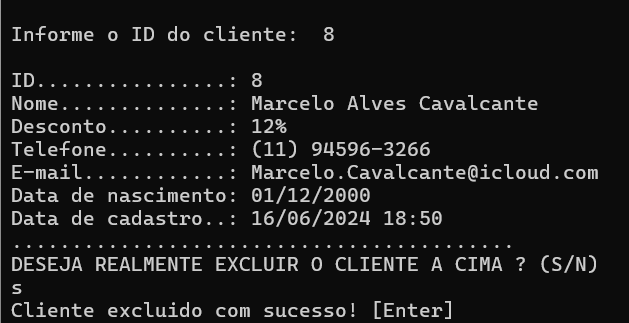 Informe o ID do cliente:  8
ID................: 8
Nome..............: Marcelo Alves Cavalcante
Desconto..........: 12%
Telefone..........: (11) 94596-3266
E-mail............: Marcelo.Cavalcante@icloud.com
Data de nascimento: 01/12/2000
Data de cadastro..: 16/06/2024 18:50
..........................................
DESEJA REALMENTE EXCLUIR O CLIENTE A CIMA ? (S/N)
s
Cliente excluido com sucesso! [Enter]